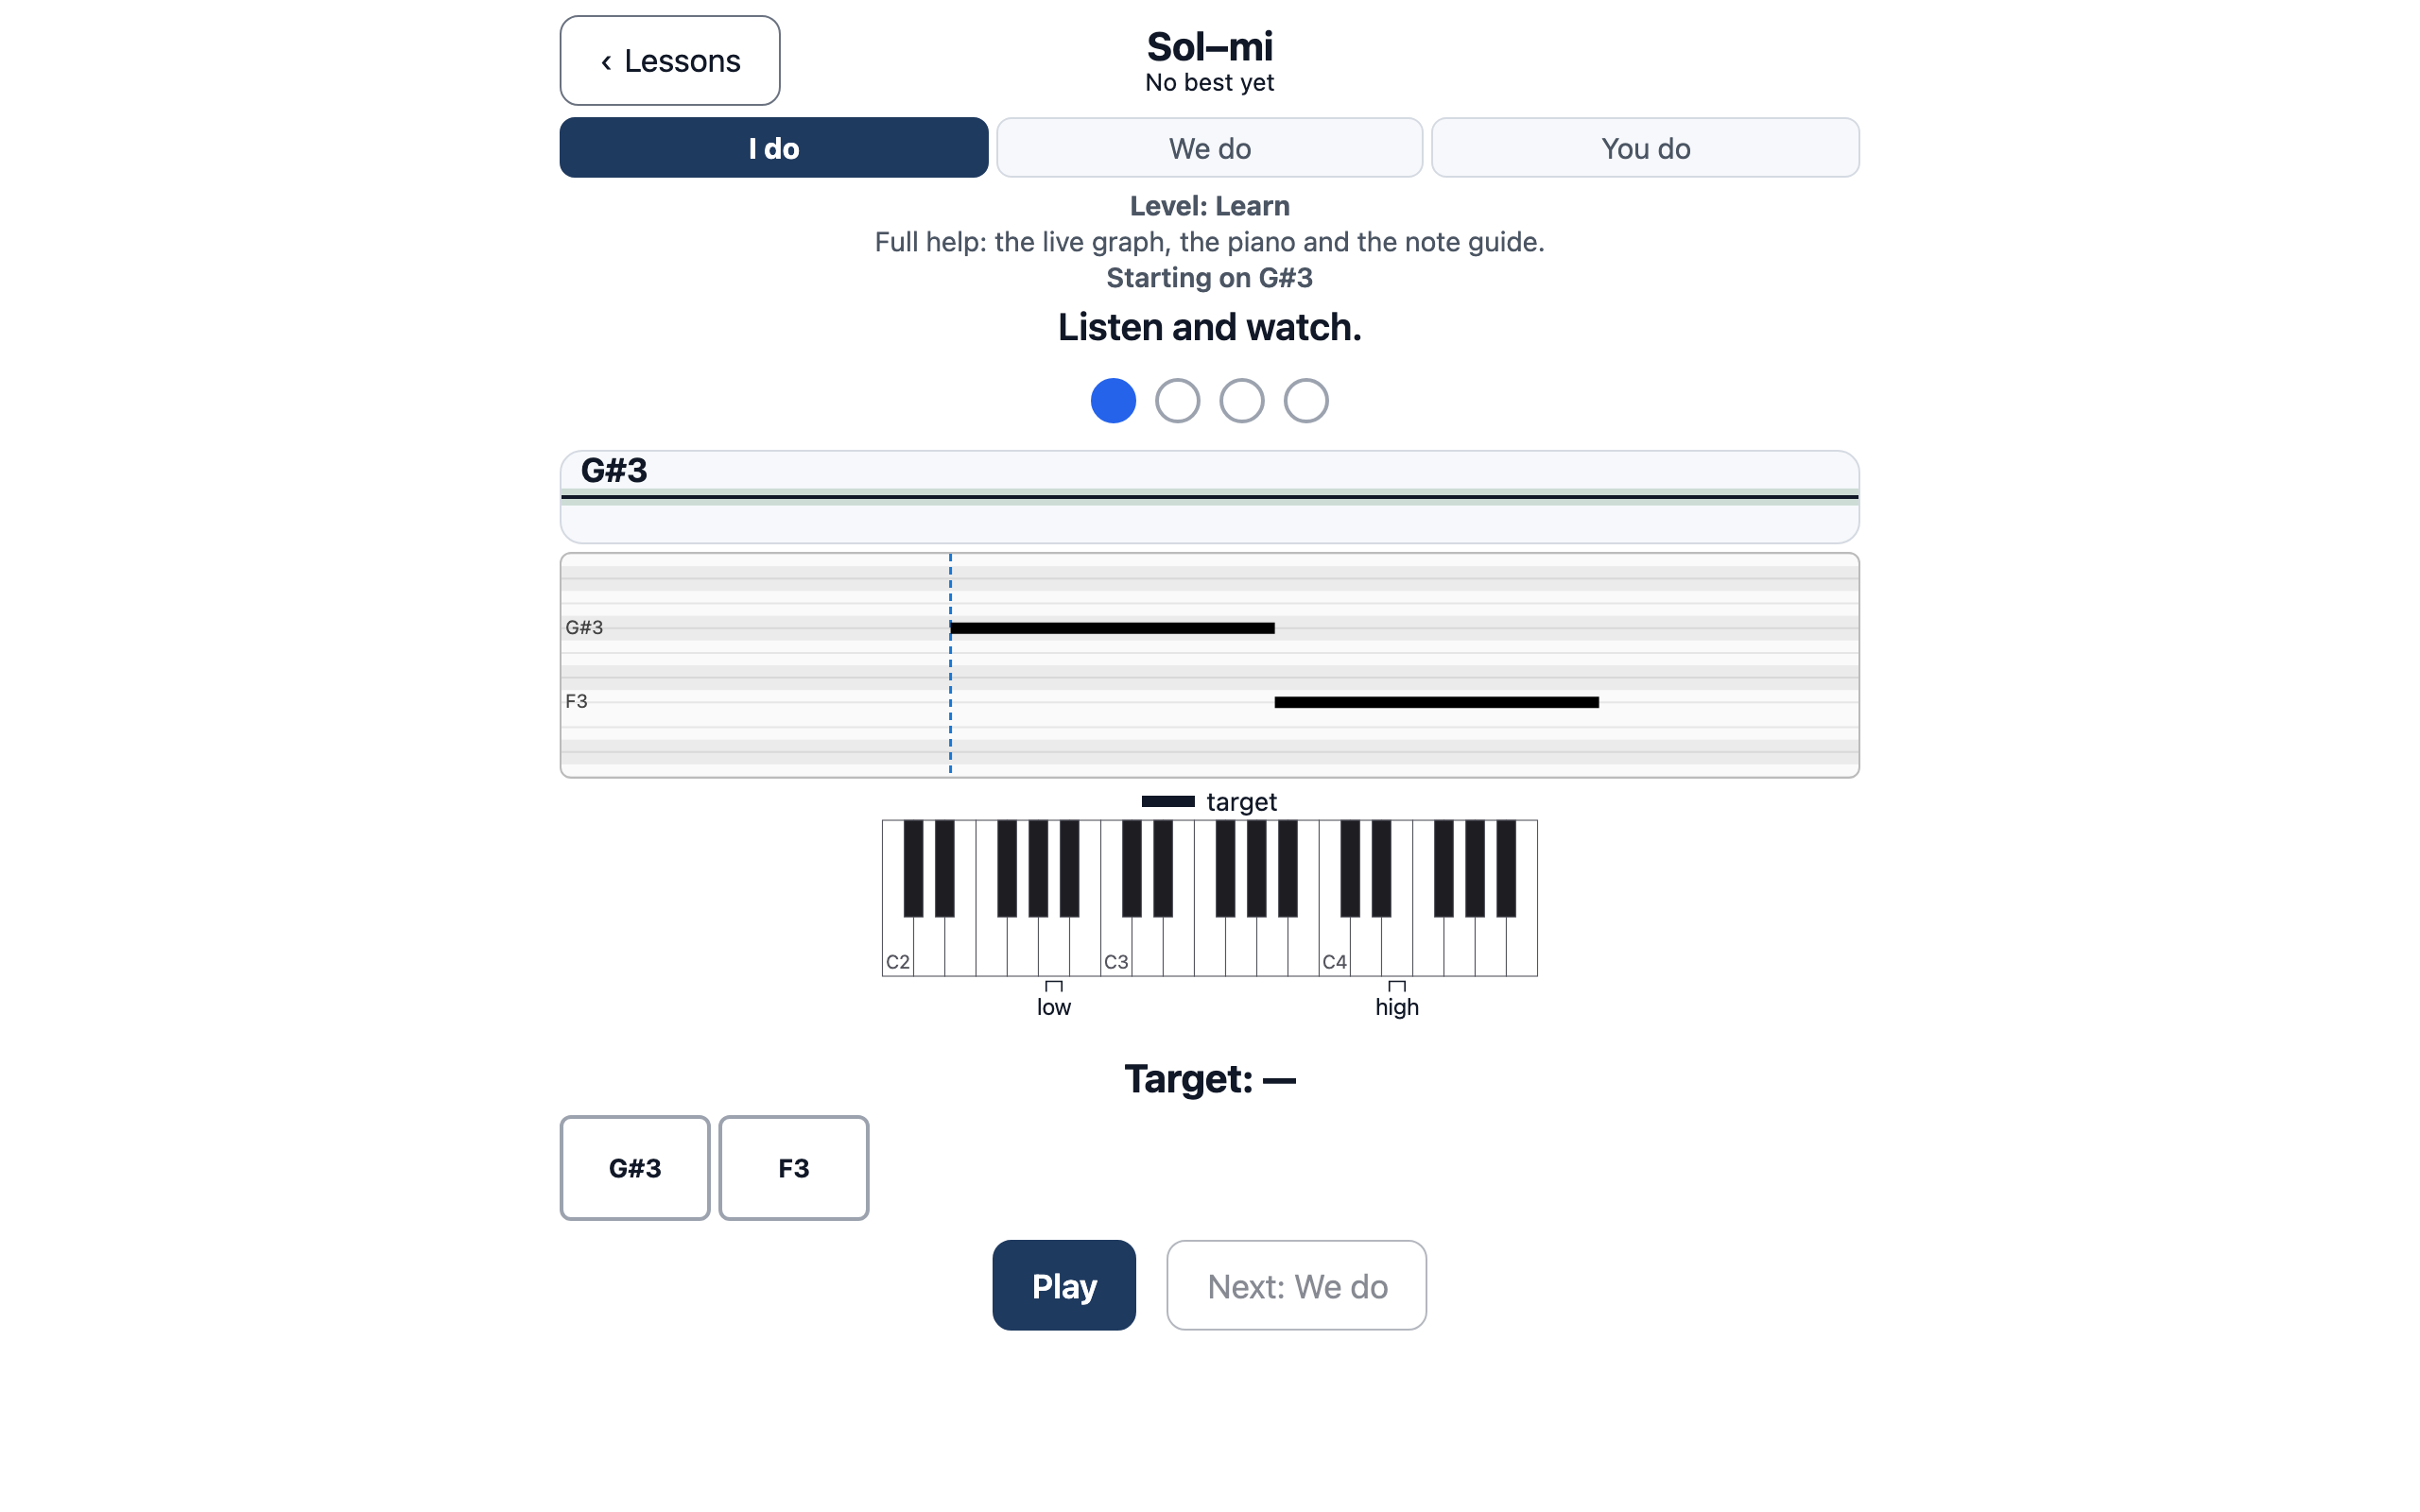 ‹ Lessons
Sol–mi
No best yet
I do
We do
You do
Level: Learn
Full help: the live graph, the piano and the note guide.
Starting on G#3
Listen and watch.
G#3
G#3
F3
target
C2
C3
C4
low
high
Target: —
G#3
F3
Play
Next: We do